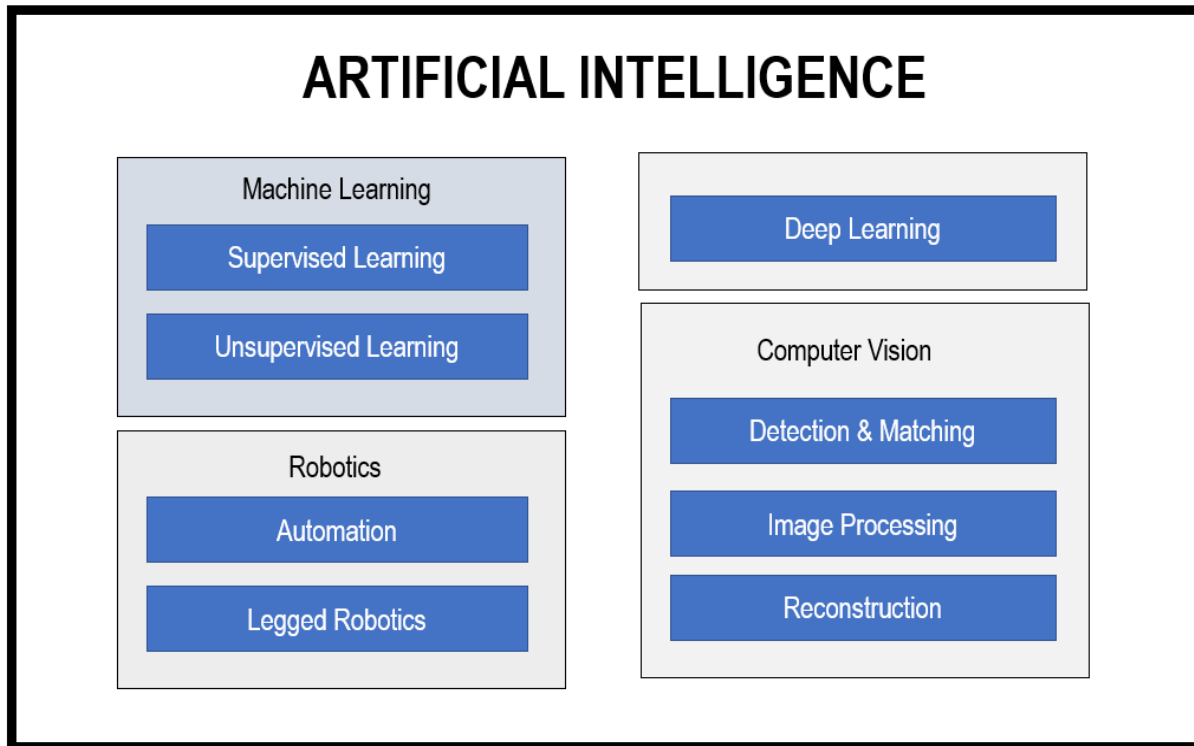 ARTIFICIAL INTELLIGENCE
Machine Learning
Supervised Learning
Unsupervised Learning
Robotics
Automation
Legged Robotics
Deep Learning
Computer Vision
Detection & Matching
Image Processing
Reconstruction